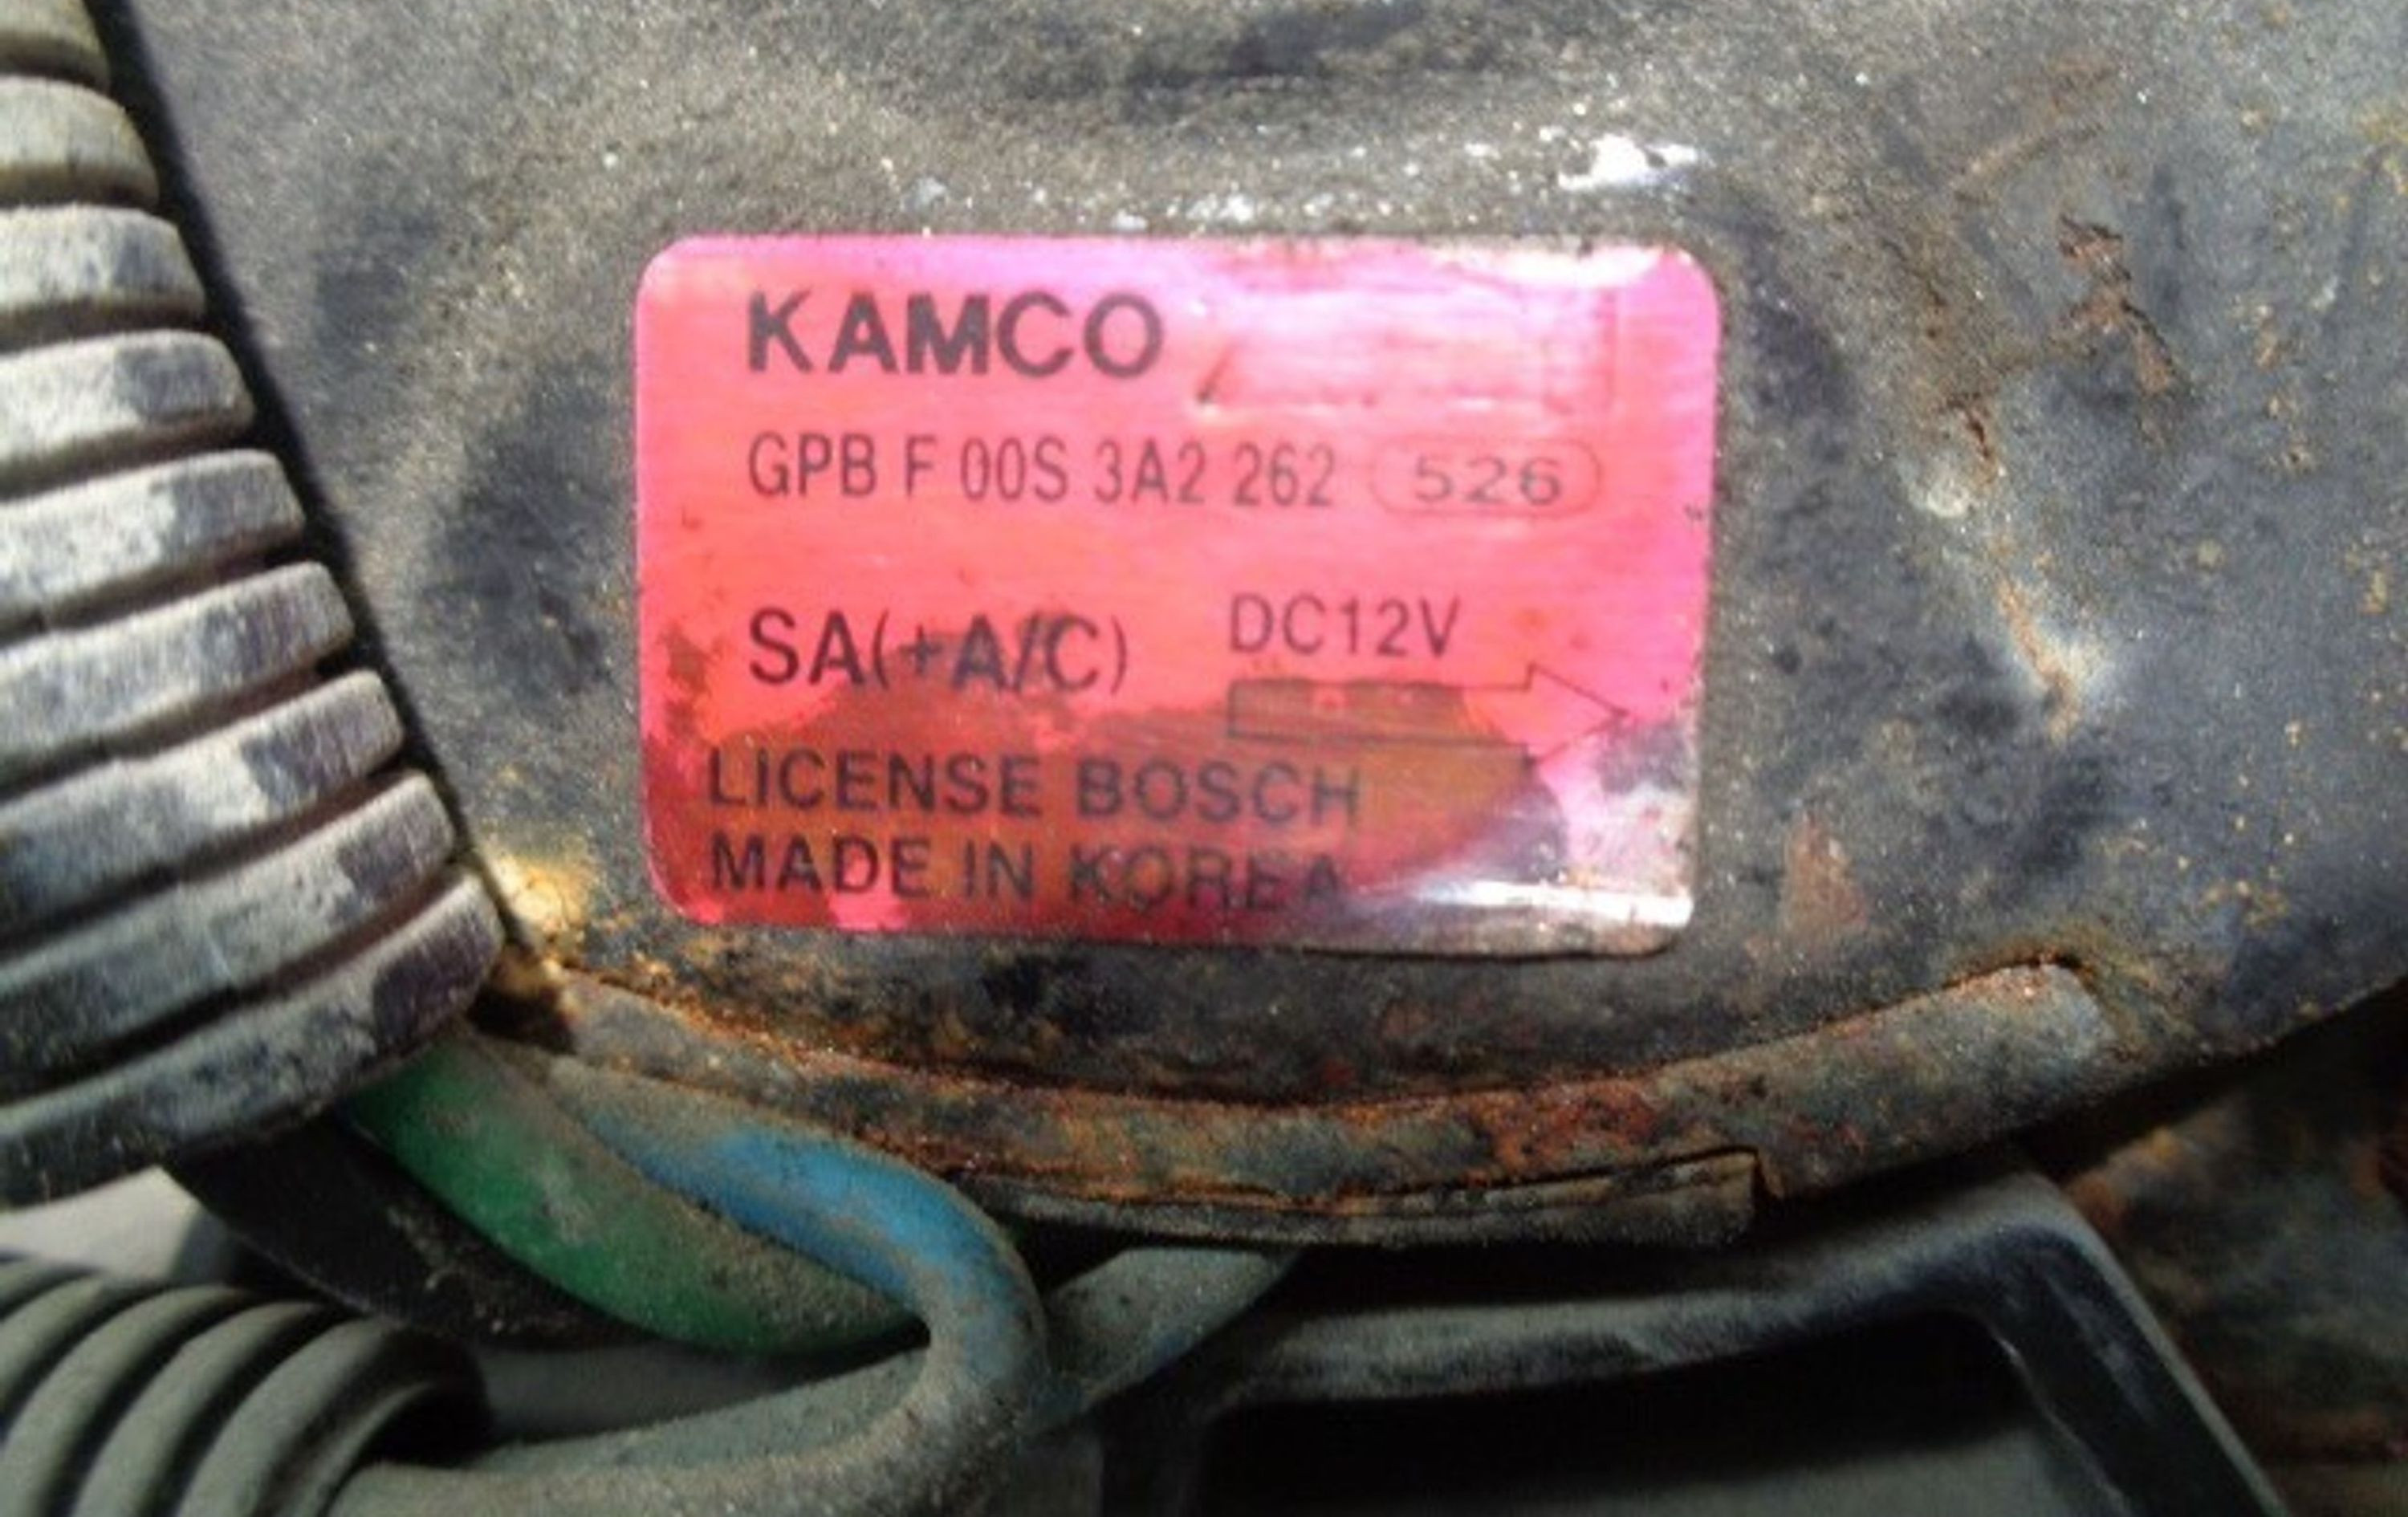 KAMCO
GPB F 00S 3A2 262 526
SA(+A/C) DC12V
LICENSE BOSCH
MADE IN KOREA